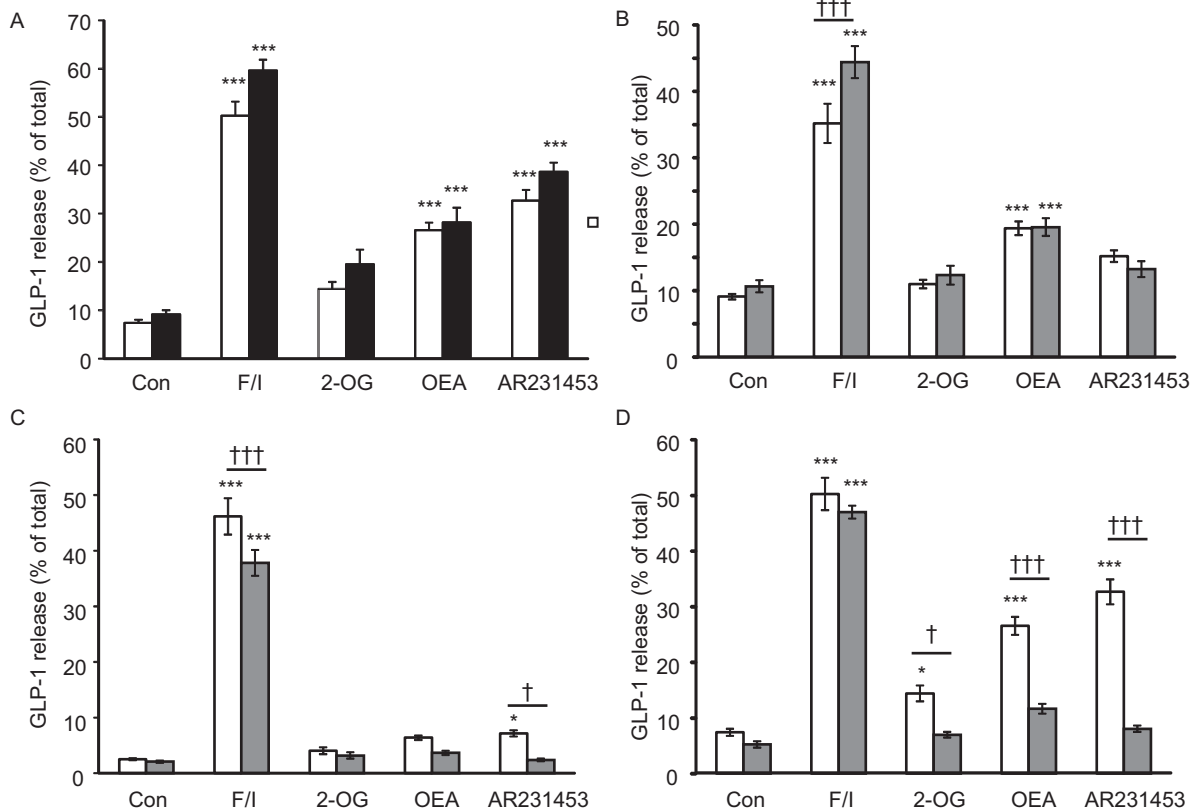 A
GLP-1 release (% of total)
70
60
50
40
30
20
10
0
***
***
***
***
***
***
Con
F/I
2-OG
OEA
AR231453
B
GLP-1 release (% of total)
50
40
30
20
10
0
†††
***
***
***
***
Con
F/I
2-OG
OEA
AR231453
C
GLP-1 release (% of total)
60
50
40
30
20
10
0
†††
***
***
†
*
Con
F/I
2-OG
OEA
AR231453
D
GLP-1 release (% of total)
60
50
40
30
20
10
0
***
***
†
*
†††
***
†††
***
Con
F/I
2-OG
OEA
AR231453